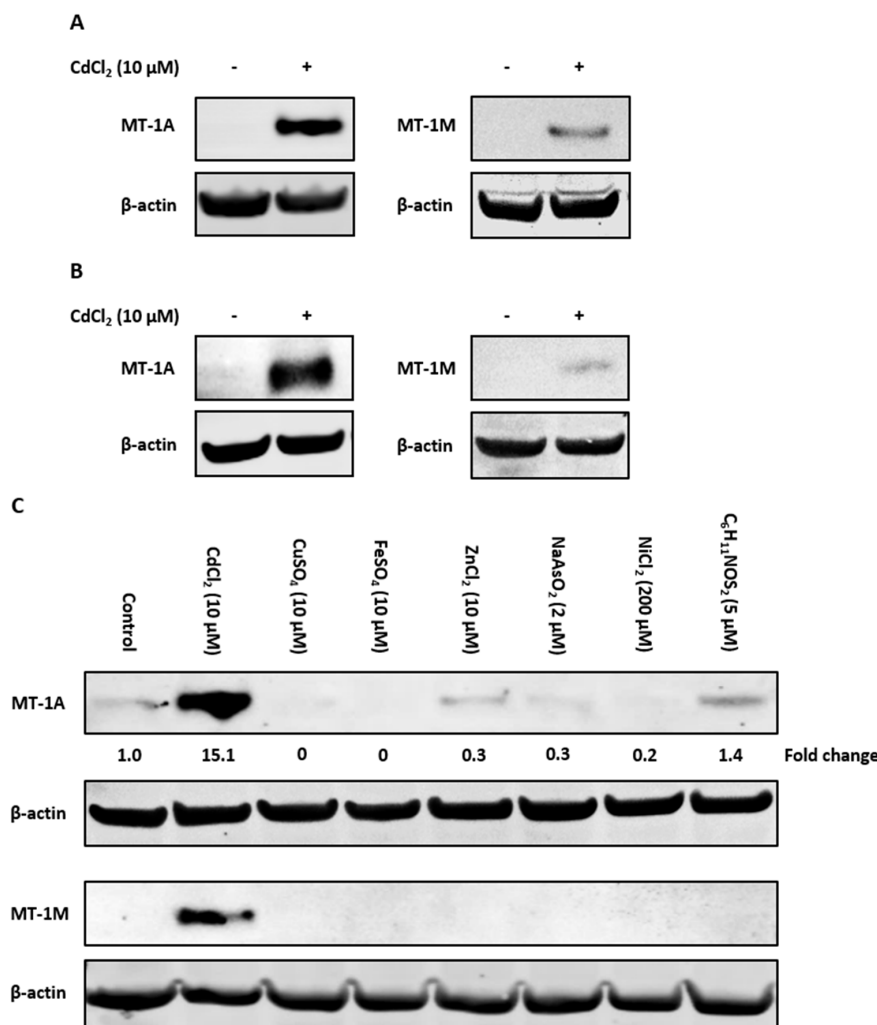 A
CdCl₂ (10 µM) - + - +
MT-1A MT-1M
β-actin β-actin
B
CdCl₂ (10 µM) - + - +
MT-1A MT-1M
β-actin β-actin
C
Control CdCl₂ (10 µM) CuSO₄ (10 µM) FeSO₄ (10 µM) ZnCl₂ (10 µM) NaAsO₂ (2 µM) NiCl₂ (200 µM) C₆H₁₁NOS₂ (5 µM)
MT-1A
1.0 15.1 0 0 0.3 0.3 0.2 1.4 Fold change
β-actin
MT-1M
β-actin